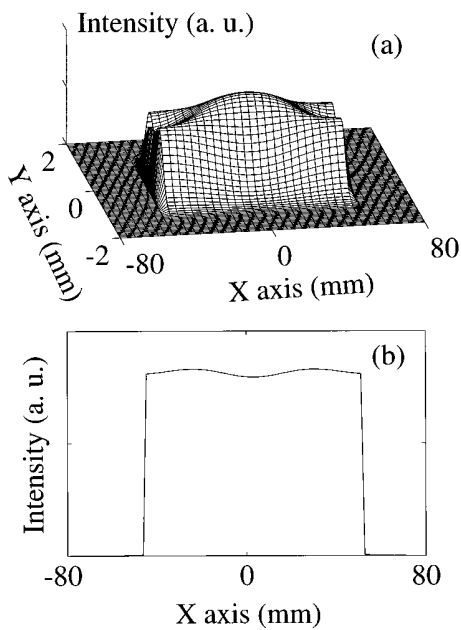 Intensity (a. u.)
(a)
2
0
-2
Y axis (mm)
-80
0
80
X axis (mm)
(b)
Intensity (a. u.)
-80
0
80
X axis (mm)